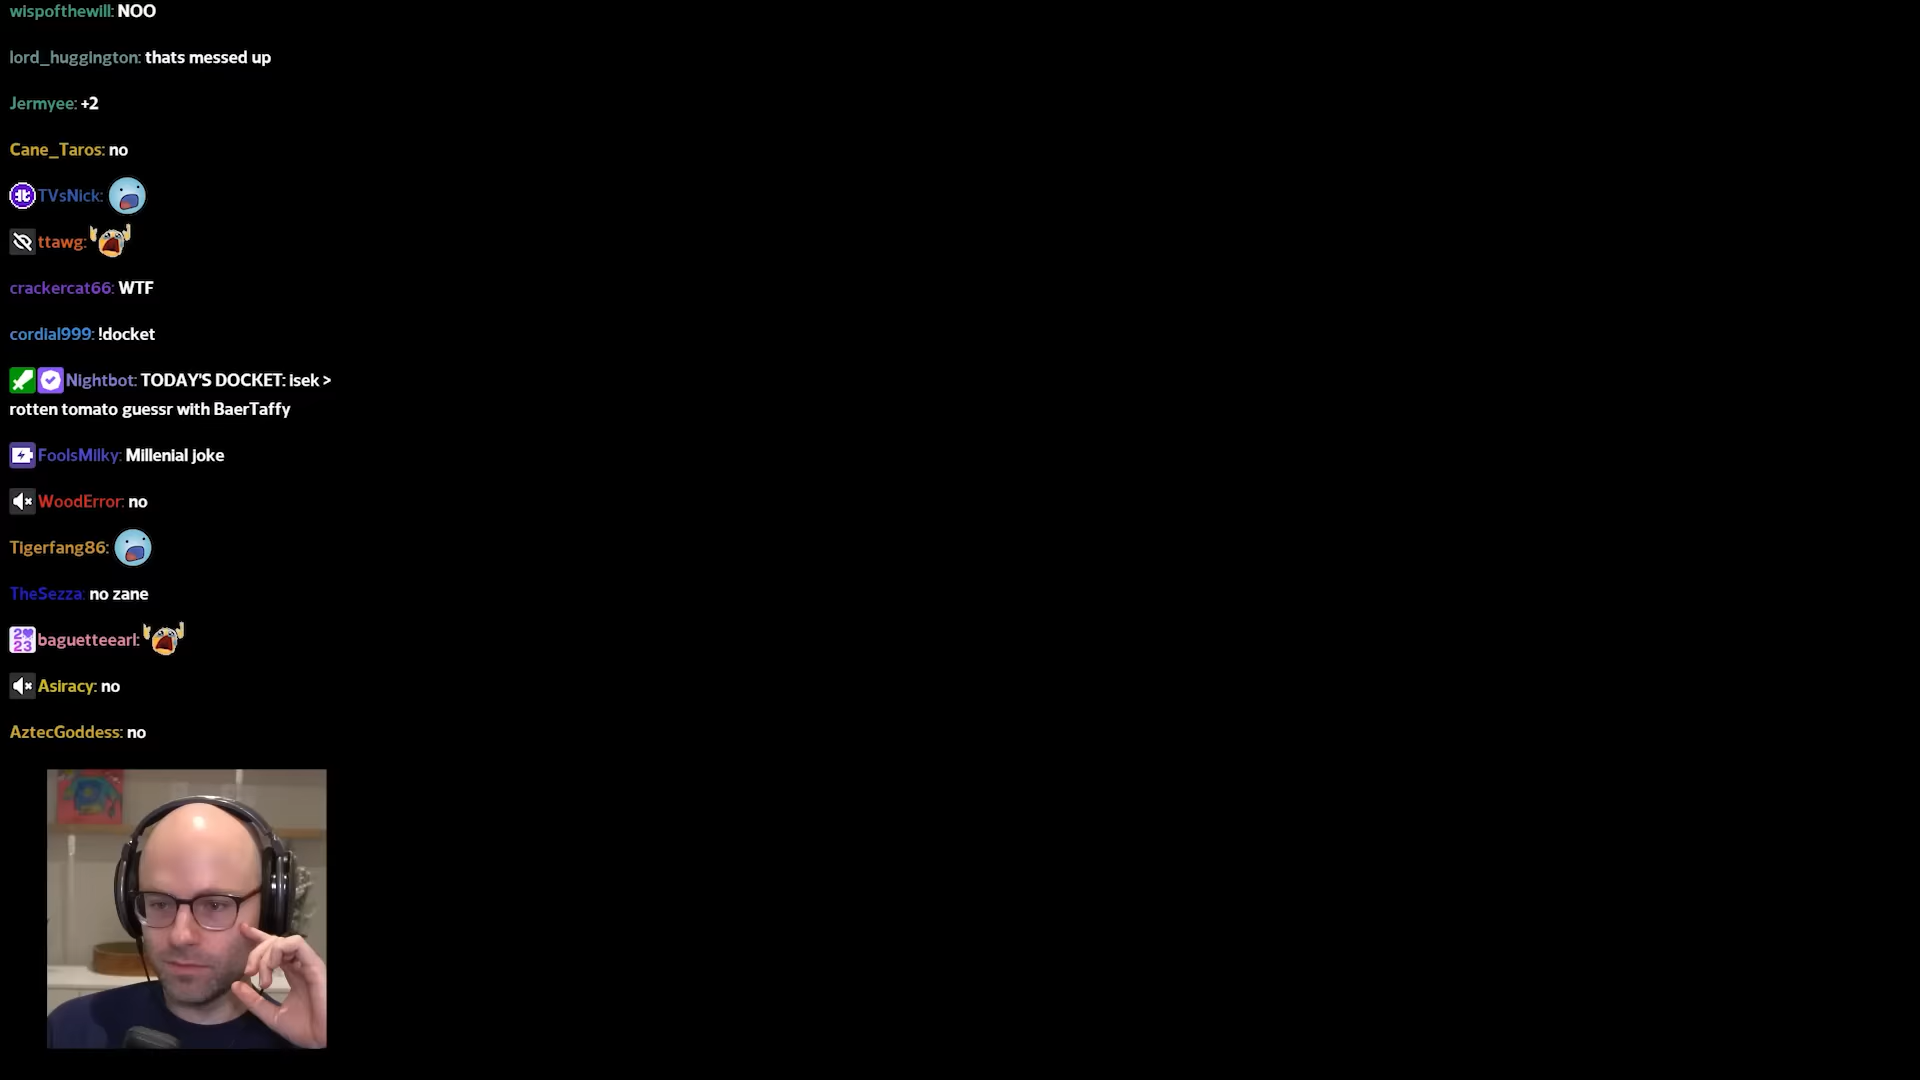 wispofthewill: NOO
lord_huggington: thats messed up
Jermyee: +2
Cane_Taros: no
TVsNick:
ttawg:
crackercat66: WTF
cordial999: !docket
Nightbot: TODAY'S DOCKET: isek >
rotten tomato guessr with BaerTaffy
FoolsMilky: Millenial joke
WoodError: no
Tigerfang86:
TheSezza: no zane
2023
baguetteearl:
Asiracy: no
AztecGoddess: no